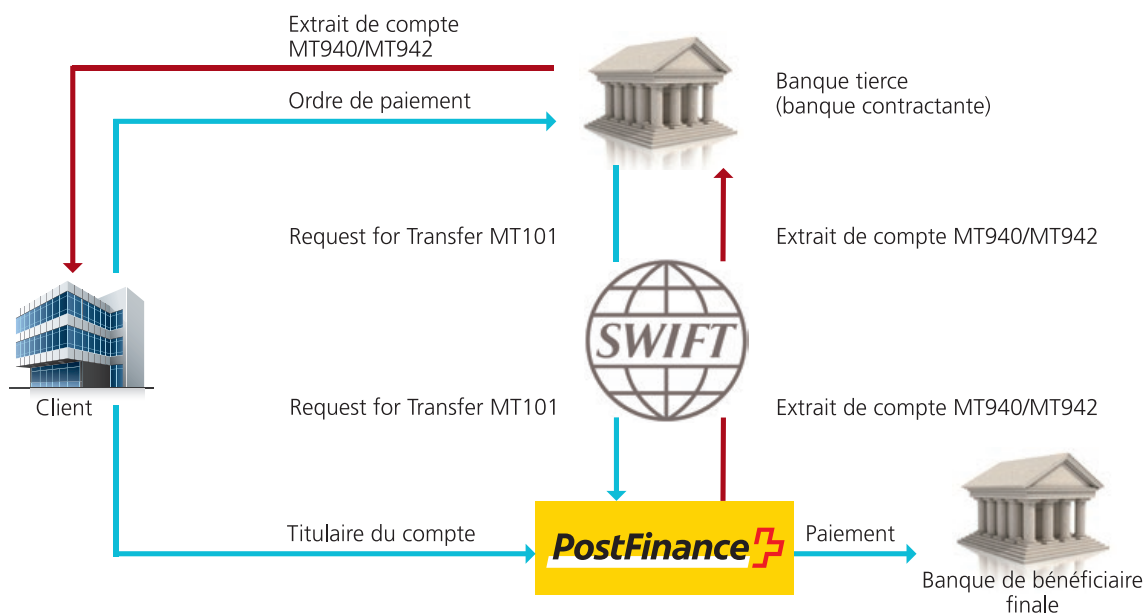 Extrait de compte
MT940/MT942
Ordre de paiement
Banque tierce
(banque contractante)
Request for Transfer MT101
Extrait de compte MT940/MT942
SWIFT
Client
Request for Transfer MT101
Extrait de compte MT940/MT942
Titulaire du compte
PostFinance
Paiement
Banque de bénéficiaire
finale